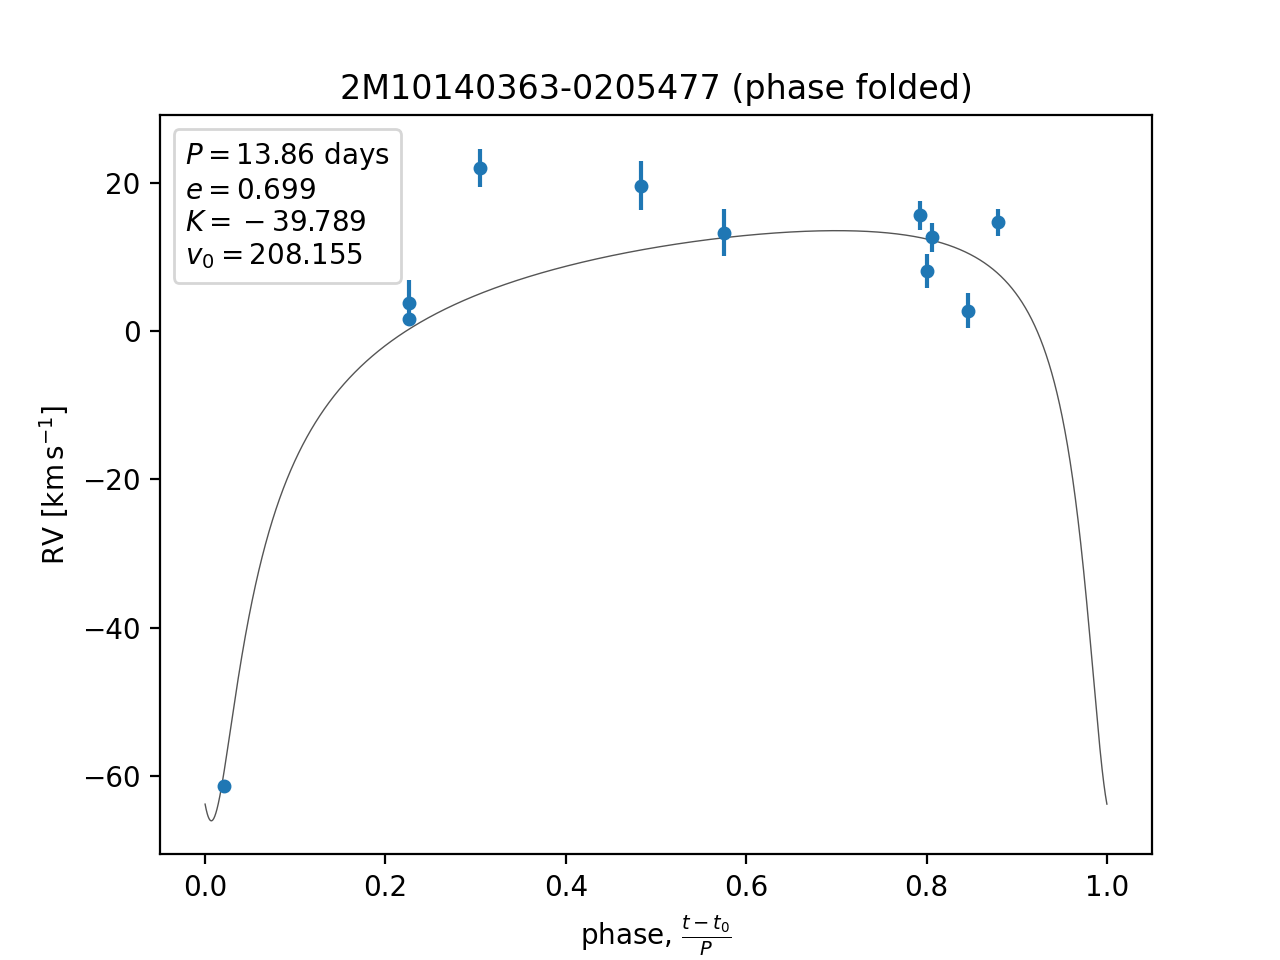 2M10140363-0205477 (phase folded)
P = 13.86 days
e = 0.699
K = −39.789
v₀ = 208.155
RV [km s⁻¹]
20
0
−20
−40
−60
0.0 0.2 0.4 0.6 0.8 1.0
phase, (t − t₀)/P